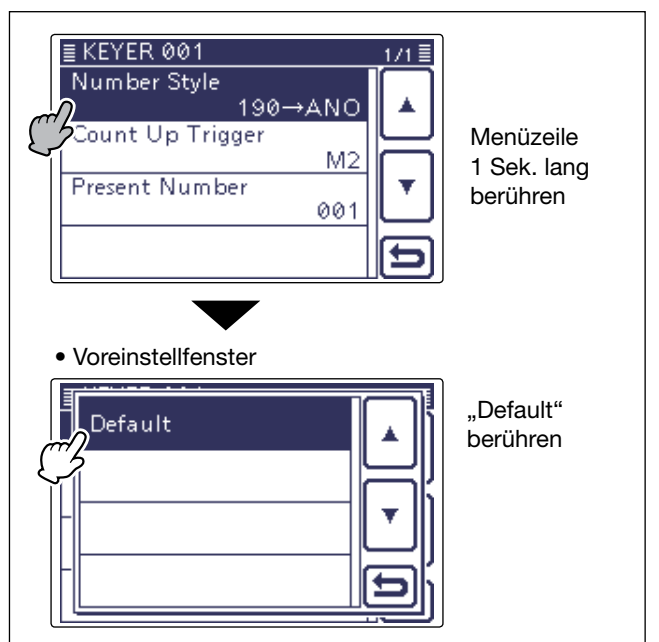 KEYER 001 1/1
Number Style
190→ANO
Count Up Trigger
M2
Present Number
001
Menüzeile
1 Sek. lang
berühren
• Voreinstellfenster
Default
„Default“
berühren